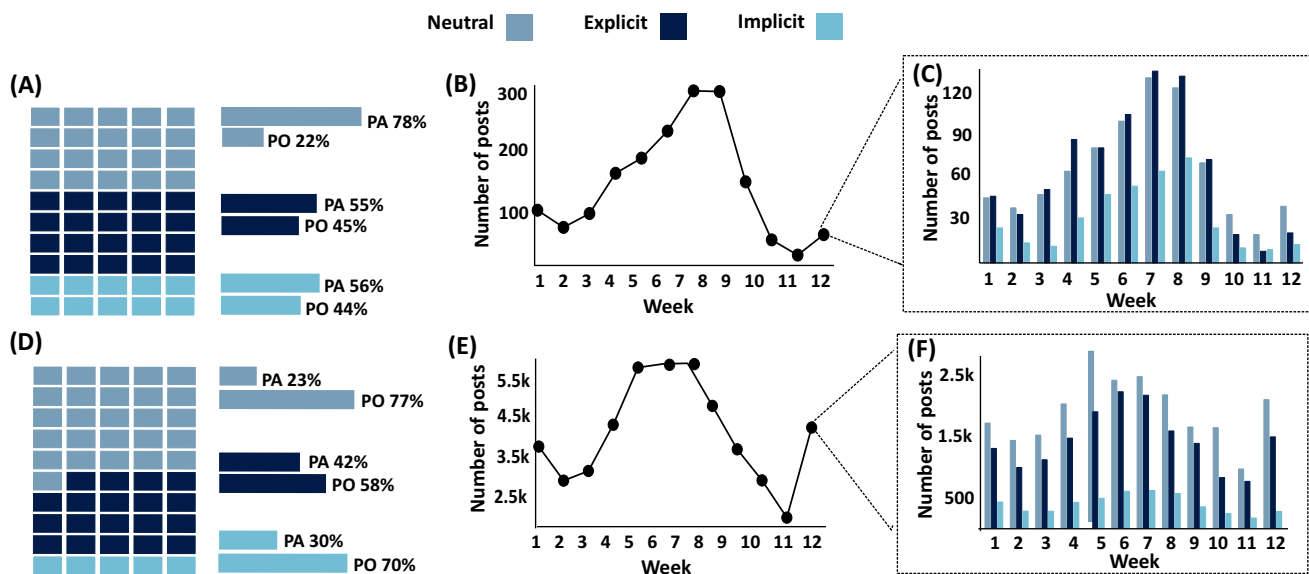 Neutral Explicit Implicit
(A)
PA 78%
PO 22%
PA 55%
PO 45%
PA 56%
PO 44%
(B)
Number of posts
300
200
100
1 2 3 4 5 6 7 8 9 10 11 12
Week
(C)
Number of posts
120
90
60
30
1 2 3 4 5 6 7 8 9 10 11 12
Week
(D)
PA 23%
PO 77%
PA 42%
PO 58%
PA 30%
PO 70%
(E)
Number of posts
5.5k
4.5k
3.5k
2.5k
1 2 3 4 5 6 7 8 9 10 11 12
Week
(F)
Number of posts
2.5k
1.5k
500
1 2 3 4 5 6 7 8 9 10 11 12
Week